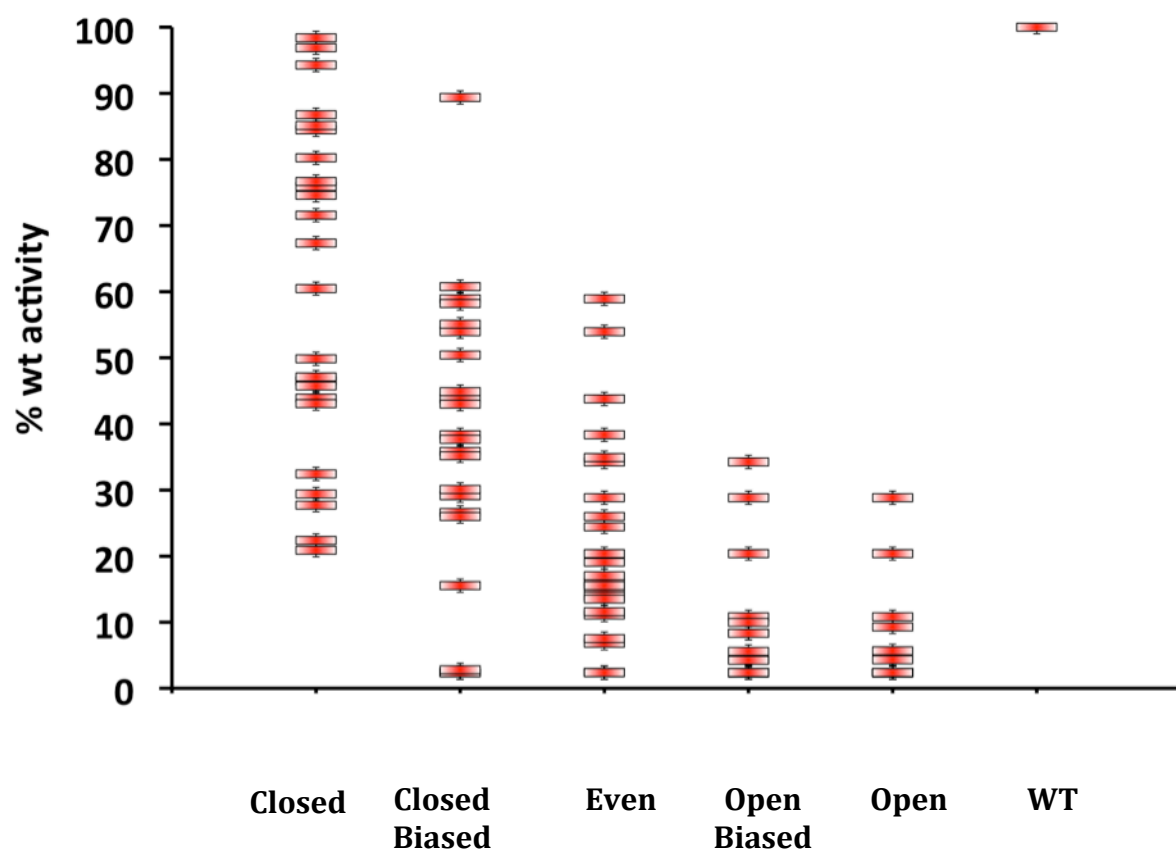 100
90
80
70
60
50
40
30
20
10
0
% wt activity
Closed
Closed
Biased
Even
Open
Biased
Open
WT